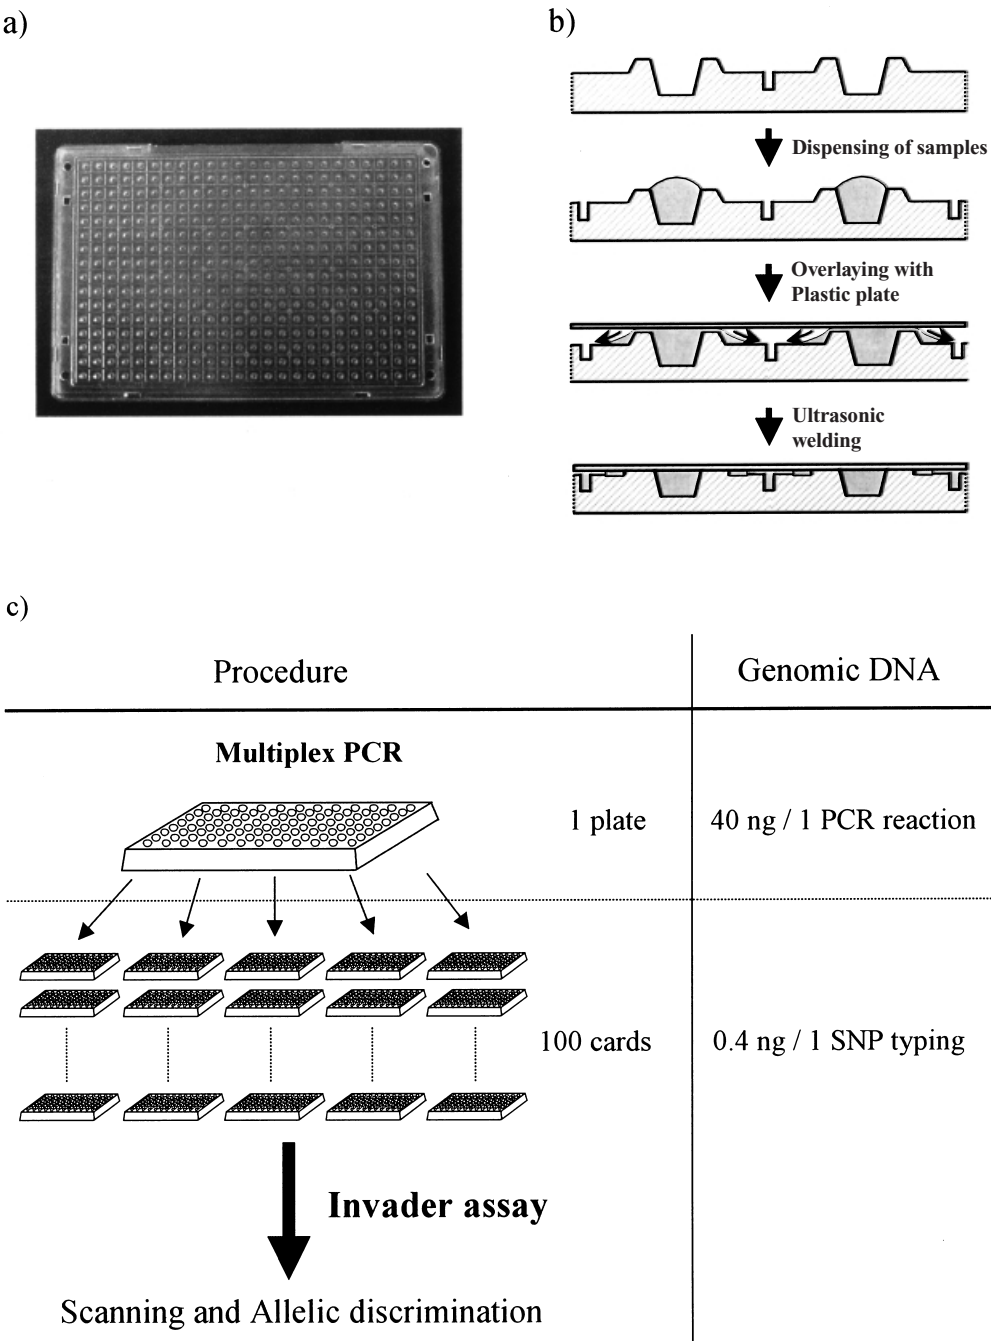 a)
b)
Dispensing of samples
Overlaying with
Plastic plate
Ultrasonic
welding
c)
Procedure
Genomic DNA
Multiplex PCR
1 plate
40 ng / 1 PCR reaction
100 cards
0.4 ng / 1 SNP typing
Invader assay
Scanning and Allelic discrimination